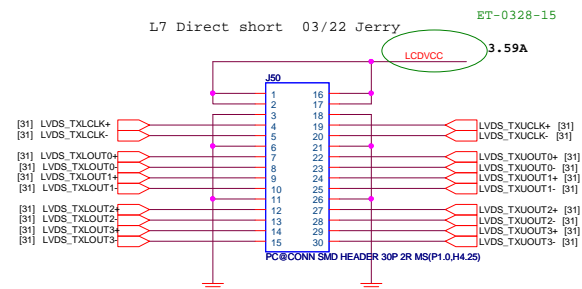 ET-0328-15
L7 Direct short 03/22 Jerry
LCDVCC
3.59A
J50
1 16
2 17
3 18
[31] LVDS_TXLCLK+ 4 19 LVDS_TXUCLK+ [31]
[31] LVDS_TXLCLK- 5 20 LVDS_TXUCLK- [31]
6 21
[31] LVDS_TXLOUT0+ 7 22 LVDS_TXUOUT0+ [31]
[31] LVDS_TXLOUT0- 8 23 LVDS_TXUOUT0- [31]
[31] LVDS_TXLOUT1+ 9 24 LVDS_TXUOUT1+ [31]
[31] LVDS_TXLOUT1- 10 25 LVDS_TXUOUT1- [31]
11 26
[31] LVDS_TXLOUT2+ 12 27 LVDS_TXUOUT2+ [31]
[31] LVDS_TXLOUT2- 13 28 LVDS_TXUOUT2- [31]
[31] LVDS_TXLOUT3+ 14 29 LVDS_TXUOUT3+ [31]
[31] LVDS_TXLOUT3- 15 30 LVDS_TXUOUT3- [31]
PC@CONN SMD HEADER 30P 2R MS(P1.0,H4.25)